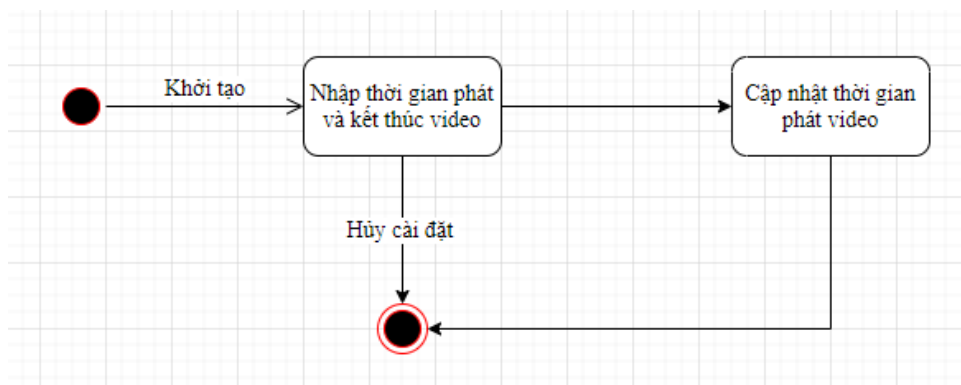 Khởi tạo
Nhập thời gian phát
và kết thúc video
Cập nhật thời gian
phát video
Hủy cài đặt